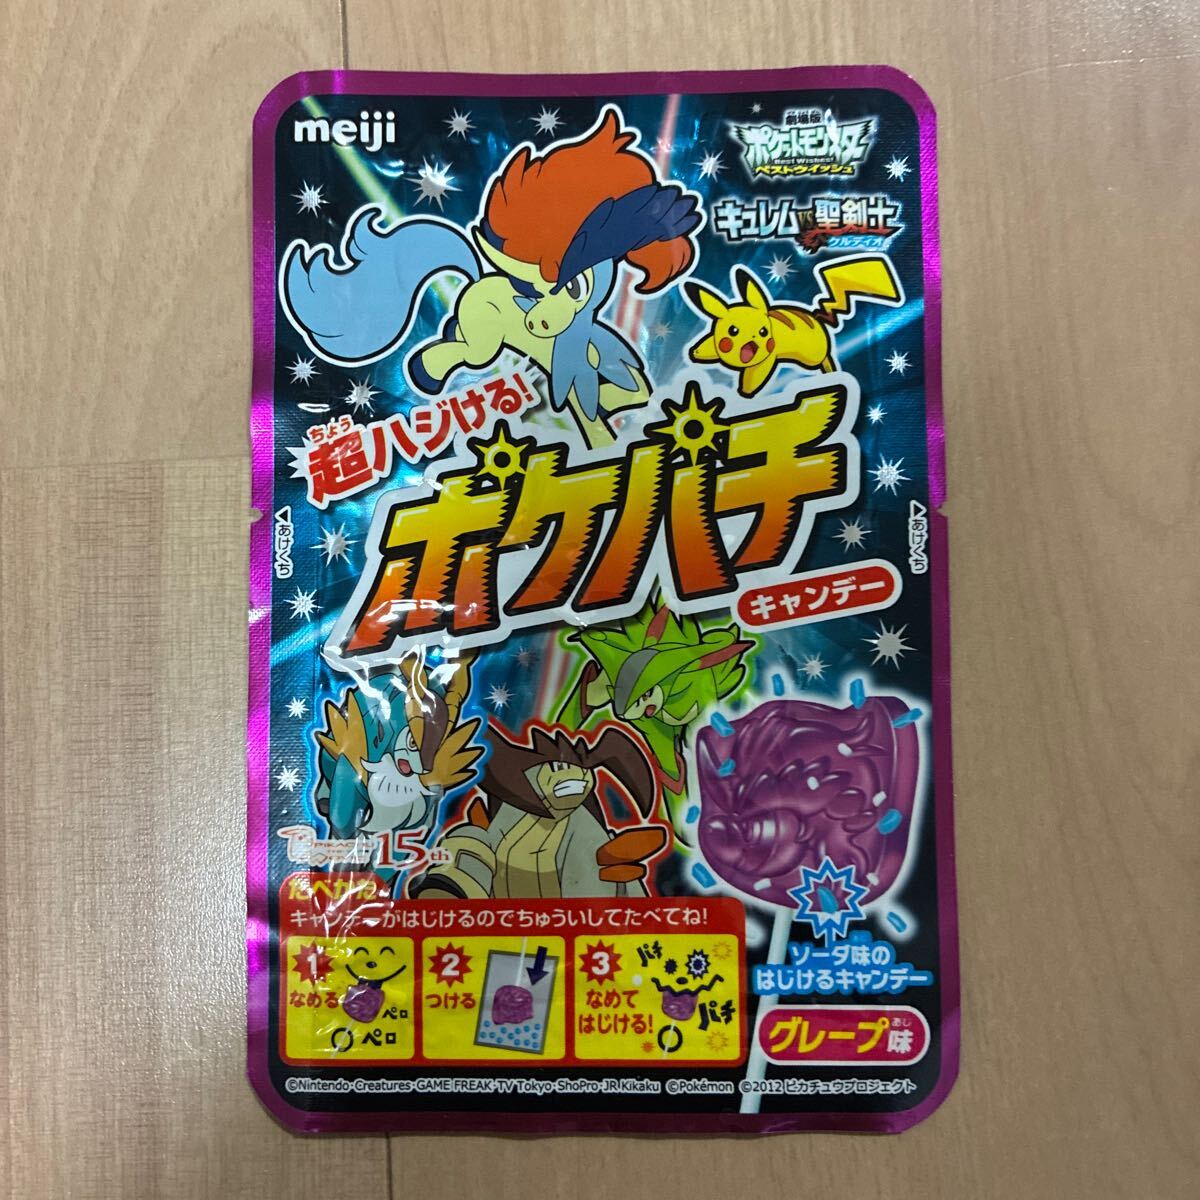 meiji
劇場版
ポケットモンスター
Best Wishes!
ベストウイッシュ
キュレムVS聖剣士
ケルディオ
ちょう
超ハジける!
ポケパチ
キャンデー
◀あけくち
▶あけくち
PIKACHU
THE
MOVIE
15th
たべかた
キャンデーがはじけるのでちゅういしてたべてね!
1
なめる
ペロ
ペロ
2
つける
3
なめて
はじける!
パチ
パチ
ソーダ味の
はじけるキャンデー
グレープ味
あじ
©Nintendo・Creatures・GAME FREAK・TV Tokyo・ShoPro・JR Kikaku ©Pokémon ©2012 ピカチュウプロジェクト